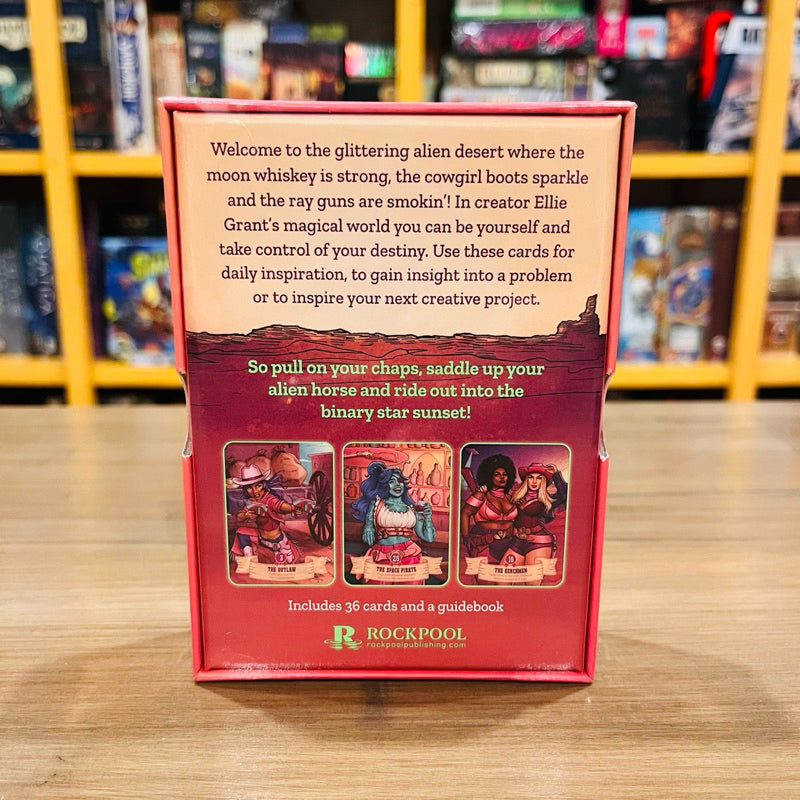 Welcome to the glittering alien desert where the
moon whiskey is strong, the cowgirl boots sparkle
and the ray guns are smokin'! In creator Ellie
Grant's magical world you can be yourself and
take control of your destiny. Use these cards for
daily inspiration, to gain insight into a problem
or to inspire your next creative project.
So pull on your chaps, saddle up your
alien horse and ride out into the
binary star sunset!
THE OUTLAW
25
THE SPACE PIRATE
THE HENCHMEN
Includes 36 cards and a guidebook
R ROCKPOOL
rockpoolpublishing.com